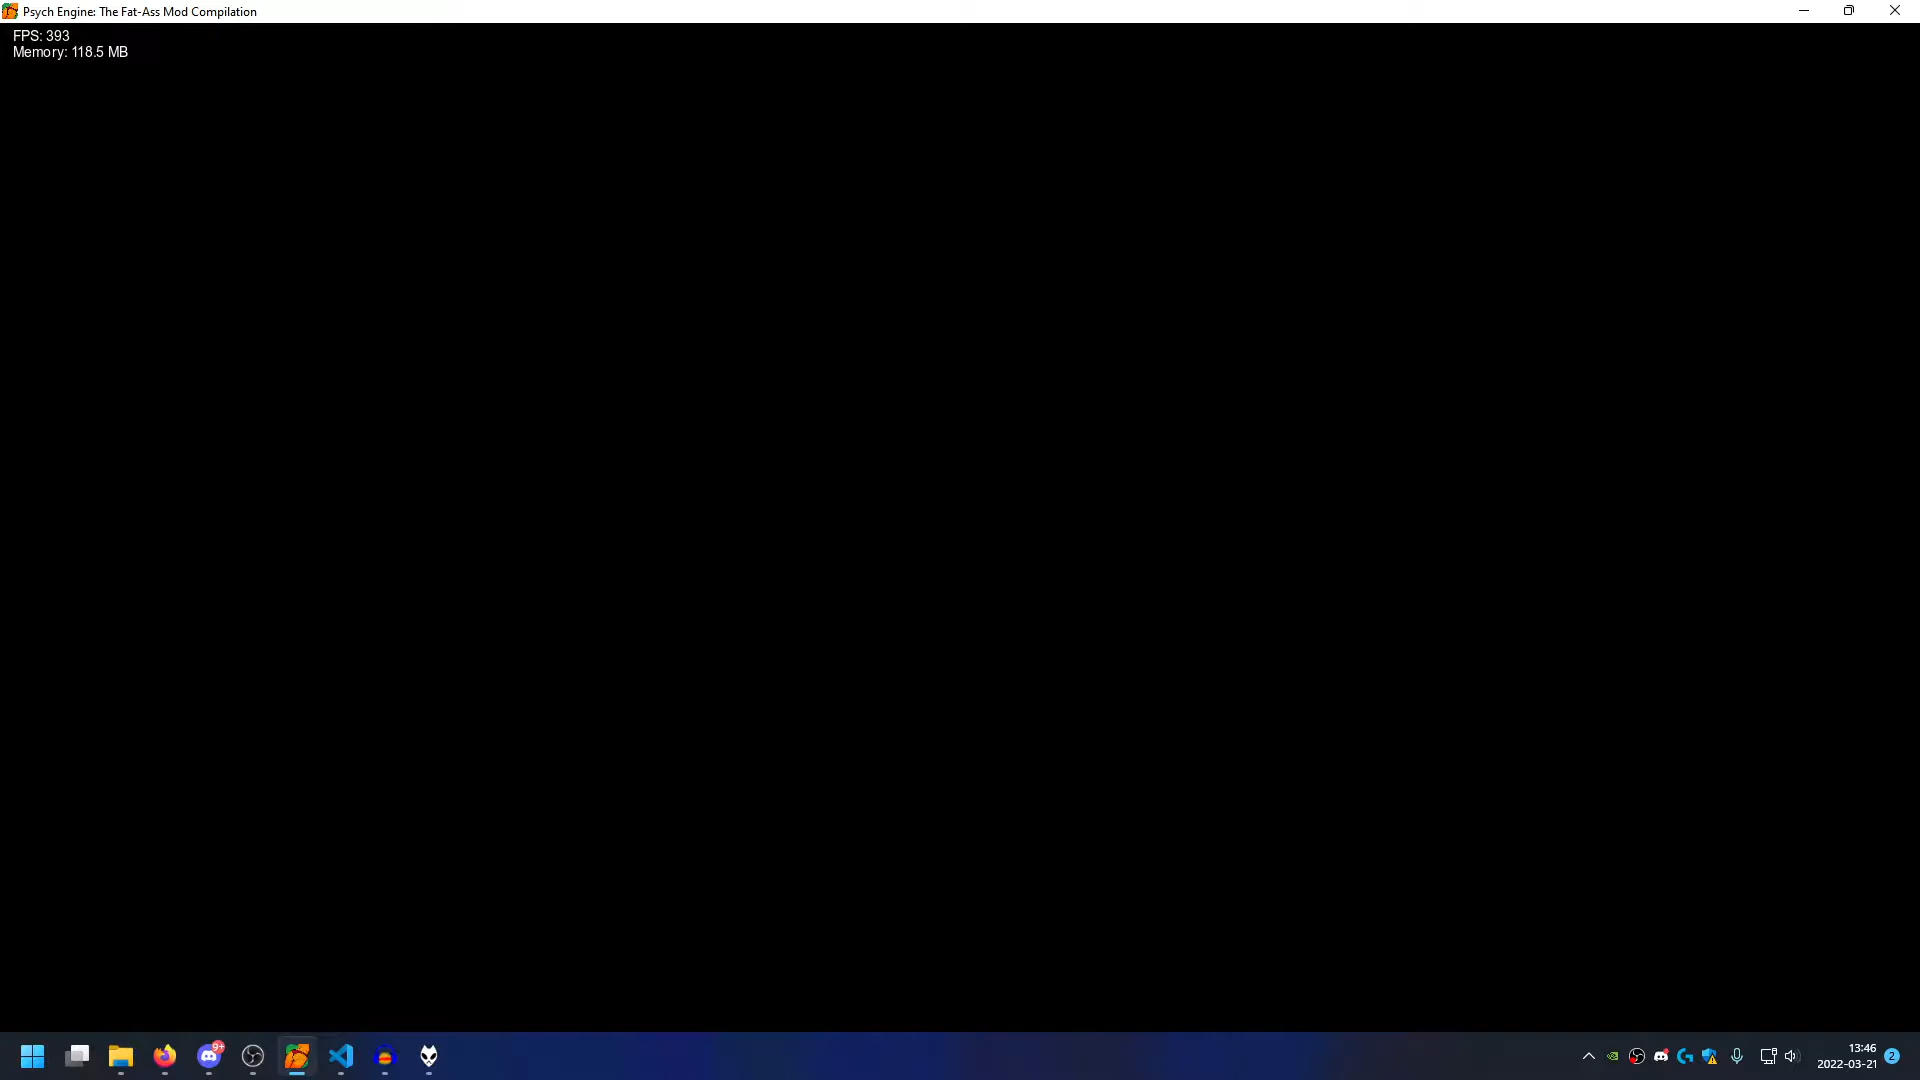 Psych Engine: The Fat-Ass Mod Compilation
FPS: 393
Memory: 118.5 MB
9+
13:46
2022-03-21
2